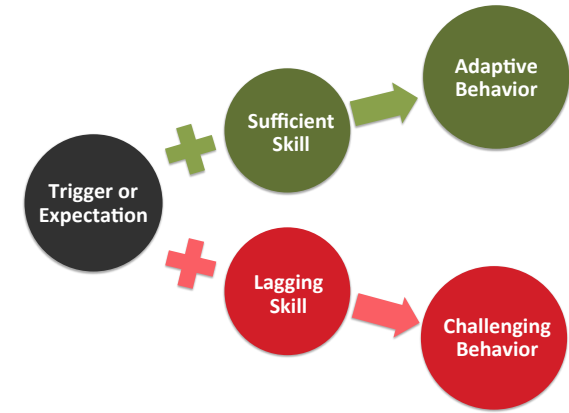 Trigger or
Expectation
Sufficient
Skill
Adaptive
Behavior
Lagging
Skill
Challenging
Behavior